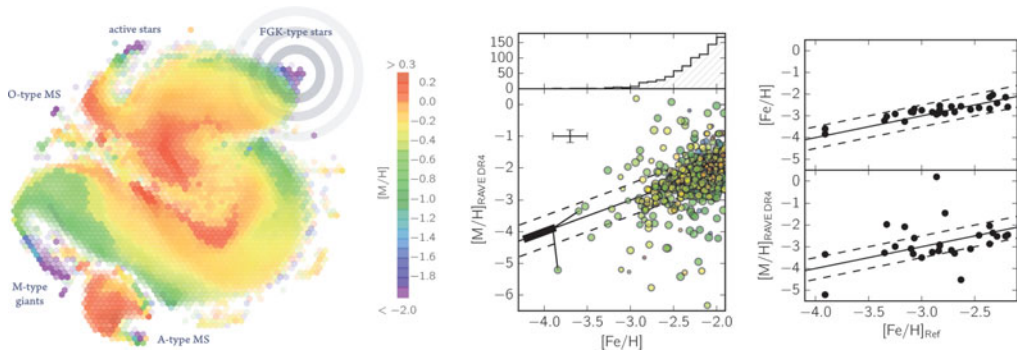 active stars
FGK-type stars
O-type MS
M-type
giants
A-type MS
> 0.3
0.2
0.0
−0.2
−0.4
−0.6
−0.8
−1.0
−1.2
−1.4
−1.6
−1.8
< −2.0
[M/H]
150
100
50
0
0
−1
−2
−3
−4
−5
−6
[M/H]RAVE DR4
−4.0 −3.5 −3.0 −2.5 −2.0
[Fe/H]
0
−1
−2
−3
−4
−5
[Fe/H]
0
−1
−2
−3
−4
−5
[M/H]RAVE DR4
−4.0 −3.5 −3.0 −2.5
[Fe/H]Ref